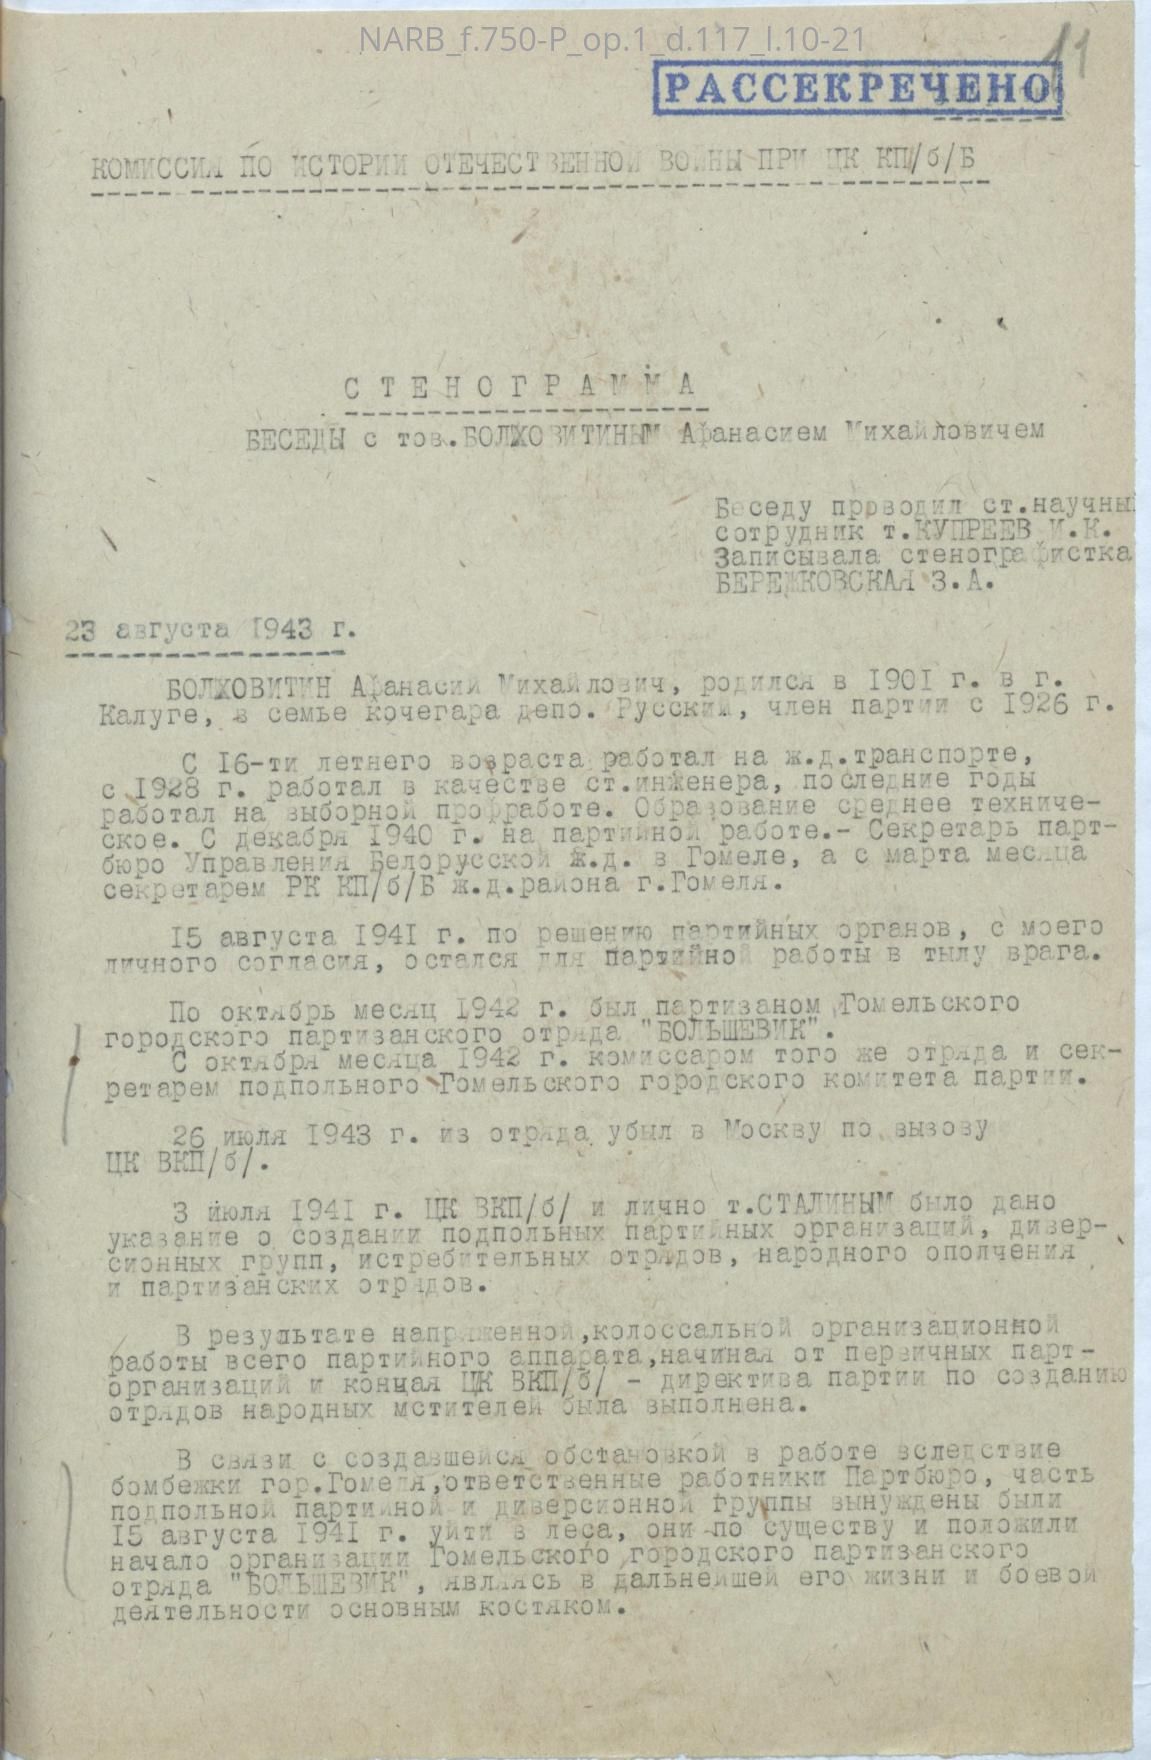 NARB_f.750-P_op.1_d.117_l.10-21
11
РАССЕКРЕЧЕНО
КОМИССИЯ ПО ИСТОРИИ ОТЕЧЕСТВЕННОЙ ВОЙНЫ ПРИ ЦК КП/б/Б
СТЕНОГРАММА
БЕСЕДЫ с тов.БОЛХОВИТИНЫМ Афанасием Михайловичем
Беседу проводил ст.научны
сотрудник т.КУПРЕЕВ И.К.
Записывала стенографистка
БЕРЕЖКОВСКАЯ З.А.
23 августа 1943 г.
БОЛХОВИТИН Афанасий Михайлович, родился в 1901 г. в г.
Калуге, в семье кочегара депо. Русский, член партии с 1926 г.
С 16-ти летнего возраста работал на ж.д.транспорте,
с 1928 г. работал в качестве ст.инженера, последние годы
работал на выборной профработе. Образование среднее техниче-
ское. С декабря 1940 г. на партийной работе.- Секретарь парт-
бюро Управления Белорусской ж.д. в Гомеле, а с марта месяца
секретарем РК КП/б/Б ж.д.района г.Гомеля.
15 августа 1941 г. по решению партийных органов, с моего
личного согласия, остался для партийной работы в тылу врага.
По октябрь месяц 1942 г. был партизаном Гомельского
городского партизанского отряда "БОЛЬШЕВИК".
С октября месяца 1942 г. комиссаром того же отряда и сек-
ретарем подпольного Гомельского городского комитета партии.
26 июля 1943 г. из отряда убыл в Москву по вызову
ЦК ВКП/б/.
3 июля 1941 г. ЦК ВКП/б/ и лично т.СТАЛИНЫМ было дано
указание о создании подпольных партийных организаций, дивер-
сионных групп, истребительных отрядов, народного ополчения
и партизанских отрядов.
В результате напряженной,колоссальной организационной
работы всего партийного аппарата,начиная от первичных парт-
организаций и кончая ЦК ВКП/б/ - директива партии по созданию
отрядов народных мстителей была выполнена.
В связи с создавшейся обстановкой в работе вследствие
бомбежки гор.Гомеля,ответственные работники Партбюро, часть
подпольной партийной и диверсионной группы вынуждены были
15 августа 1941 г. уйти в леса, они по существу и положили
начало организации Гомельского городского партизанского
отряда "БОЛЬШЕВИК", являясь в дальнейшей его жизни и боевой
деятельности основным костяком.